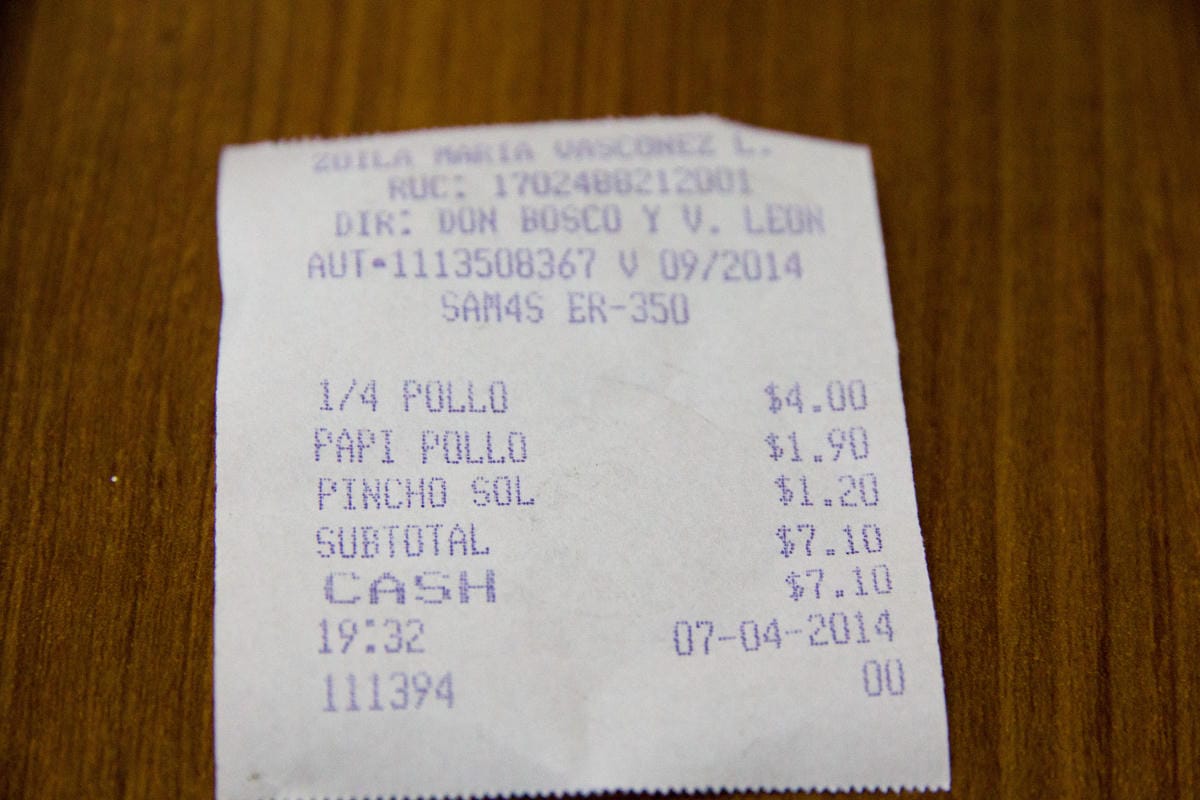 ZOILA MARIA VASCONEZ L.
RUC: 1702488212001
DIR: DON BOSCO Y V. LEON
AUT•1113508367 V 09/2014
SAM4S ER-350
1/4 POLLO $4.00
PAPI POLLO $1.90
PINCHO SOL $1.20
SUBTOTAL $7.10
CASH $7.10
19:32 07-04-2014
111394 00